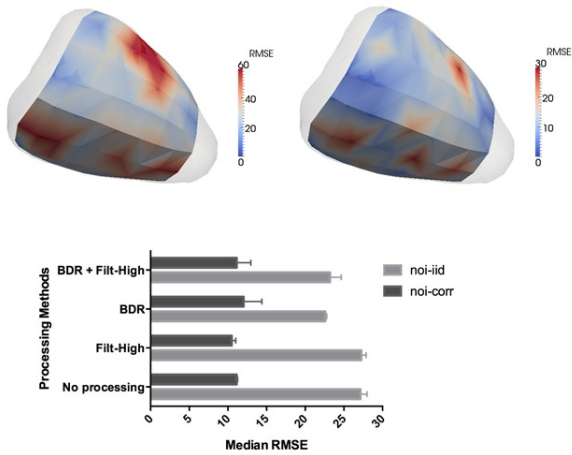 RMSE
60
40
20
0
RMSE
30
20
10
0
Processing Methods
BDR + Filt-High
BDR
Filt-High
No processing
noi-iid
noi-corr
0 5 10 15 20 25 30
Median RMSE